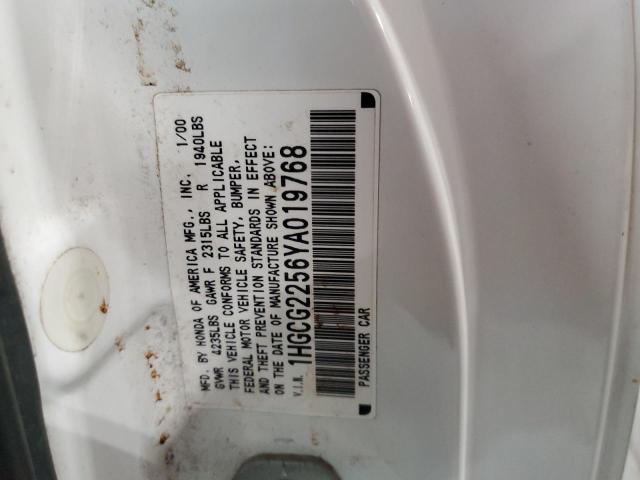 MFD. BY HONDA OF AMERICA MFG., INC. 1/00
GVWR 4235LBS GAWR F 2315LBS R 1940LBS
THIS VEHICLE CONFORMS TO ALL APPLICABLE
FEDERAL MOTOR VEHICLE SAFETY, BUMPER,
AND THEFT PREVENTION STANDARDS IN EFFECT
ON THE DATE OF MANUFACTURE SHOWN ABOVE:
V.I.N. 1HGCG2256YA019768
PASSENGER CAR